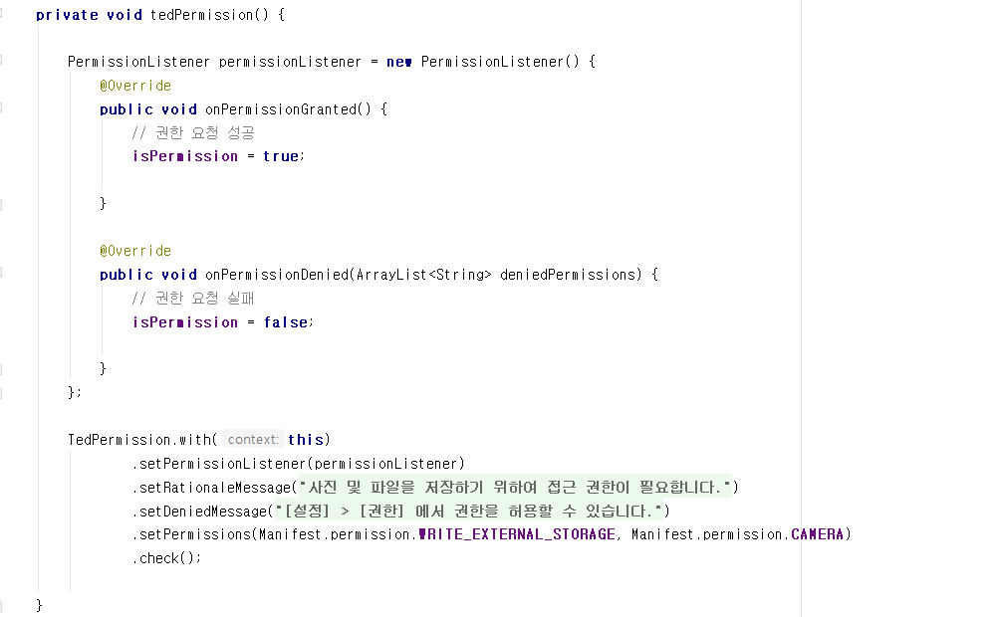 private void tedPermission() {
PermissionListener permissionListener = new PermissionListener() {
@Override
public void onPermissionGranted() {
// 권한 요청 성공
isPermission = true;
}
@Override
public void onPermissionDenied(ArrayList<String> deniedPermissions) {
// 권한 요청 실패
isPermission = false;
}
};
TedPermission.with( context: this)
.setPermissionListener(permissionListener)
.setRationaleMessage("사진 및 파일을 저장하기 위하여 접근 권한이 필요합니다.")
.setDeniedMessage("[설정] > [권한] 에서 권한을 허용할 수 있습니다.")
.setPermissions(Manifest.permission.WRITE_EXTERNAL_STORAGE, Manifest.permission.CAMERA)
.check();
}